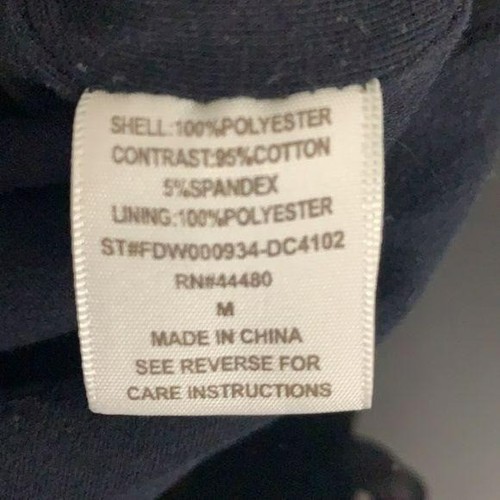 SHELL:100%POLYESTER
CONTRAST:95%COTTON
5%SPANDEX
LINING:100%POLYESTER
ST#FDW000934-DC4102
RN#44480
M
MADE IN CHINA
SEE REVERSE FOR
CARE INSTRUCTIONS